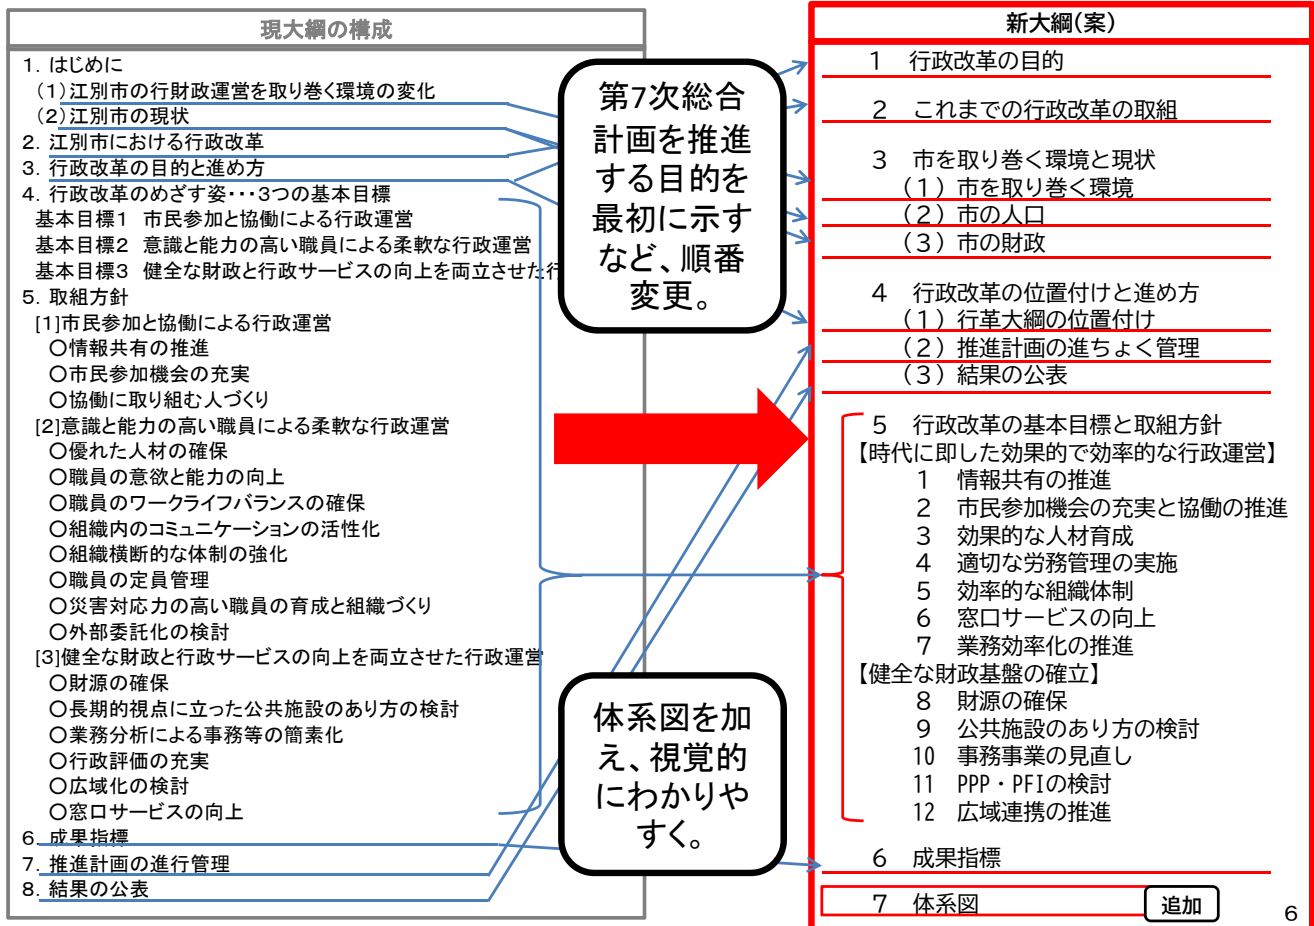 現大綱の構成
1．はじめに
（1）江別市の行財政運営を取り巻く環境の変化
（2）江別市の現状
2．江別市における行政改革
3．行政改革の目的と進め方
4．行政改革のめざす姿・・・3つの基本目標
基本目標1　市民参加と協働による行政運営
基本目標2　意識と能力の高い職員による柔軟な行政運営
基本目標3　健全な財政と行政サービスの向上を両立させた行
5．取組方針
[1]市民参加と協働による行政運営
○情報共有の推進
○市民参加機会の充実
○協働に取り組む人づくり
[2]意識と能力の高い職員による柔軟な行政運営
○優れた人材の確保
○職員の意欲と能力の向上
○職員のワークライフバランスの確保
○組織内のコミュニケーションの活性化
○組織横断的な体制の強化
○職員の定員管理
○災害対応力の高い職員の育成と組織づくり
○外部委託化の検討
[3]健全な財政と行政サービスの向上を両立させた行政運営
○財源の確保
○長期的視点に立った公共施設のあり方の検討
○業務分析による事務等の簡素化
○行政評価の充実
○広域化の検討
○窓口サービスの向上
6．成果指標
7．推進計画の進行管理
8．結果の公表
第7次総合
計画を推進
する目的を
最初に示す
など、順番
変更。
体系図を加
え、視覚的
にわかりや
すく。
新大綱（案）
1　行政改革の目的
2　これまでの行政改革の取組
3　市を取り巻く環境と現状
（1）市を取り巻く環境
（2）市の人口
（3）市の財政
4　行政改革の位置付けと進め方
（1）行革大綱の位置付け
（2）推進計画の進ちょく管理
（3）結果の公表
5　行政改革の基本目標と取組方針
【時代に即した効果的で効率的な行政運営】
1　情報共有の推進
2　市民参加機会の充実と協働の推進
3　効果的な人材育成
4　適切な労務管理の実施
5　効率的な組織体制
6　窓口サービスの向上
7　業務効率化の推進
【健全な財政基盤の確立】
8　財源の確保
9　公共施設のあり方の検討
10　事務事業の見直し
11　PPP・PFIの検討
12　広域連携の推進
6　成果指標
7　体系図
追加
6